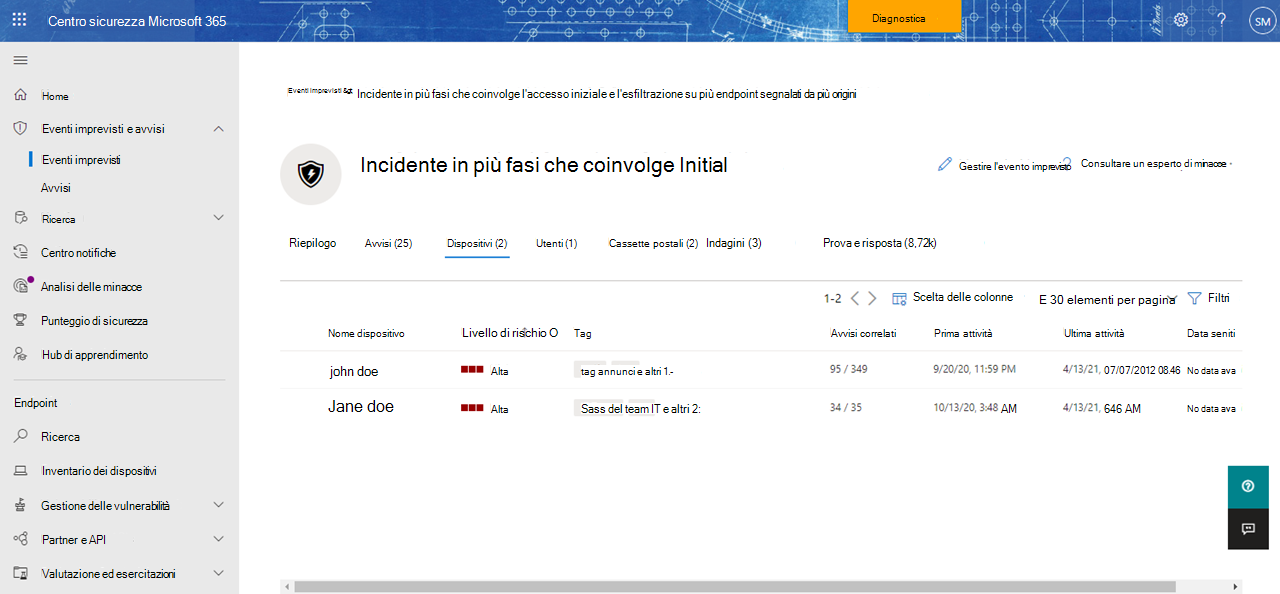 Centro sicurezza Microsoft 365
Diagnostica
?
SM
Home
Eventi imprevisti e avvisi
Eventi imprevisti
Avvisi
Ricerca
Centro notifiche
Analisi delle minacce
Punteggio di sicurezza
Hub di apprendimento
Endpoint
Ricerca
Inventario dei dispositivi
Gestione delle vulnerabilità
Partner e API
Valutazione ed esercitazioni
Eventi imprevisti &gt; Incidente in più fasi che coinvolge l'accesso iniziale e l'esfiltrazione su più endpoint segnalati da più origini
Incidente in più fasi che coinvolge Initial
Gestire l'evento imprevisto
Consultare un esperto di minacce
Riepilogo Avvisi (25) Dispositivi (2) Utenti (1) Cassette postali (2) Indagini (3) Prova e risposta (8,72k)
1-2 Scelta delle colonne E 30 elementi per pagina Filtri
Nome dispositivo Livello di rischio O Tag Avvisi correlati Prima attività Ultima attività Data seniti
john doe Alta tag annunci e altri 1.- 95 / 349 9/20/20, 11:59 PM 4/13/21, 07/07/2012 08.46 No data ava
Jane doe Alta Sass del team IT e altri 2: 34 / 35 10/13/20, 3:48 AM 4/13/21, 646 AM No data ava